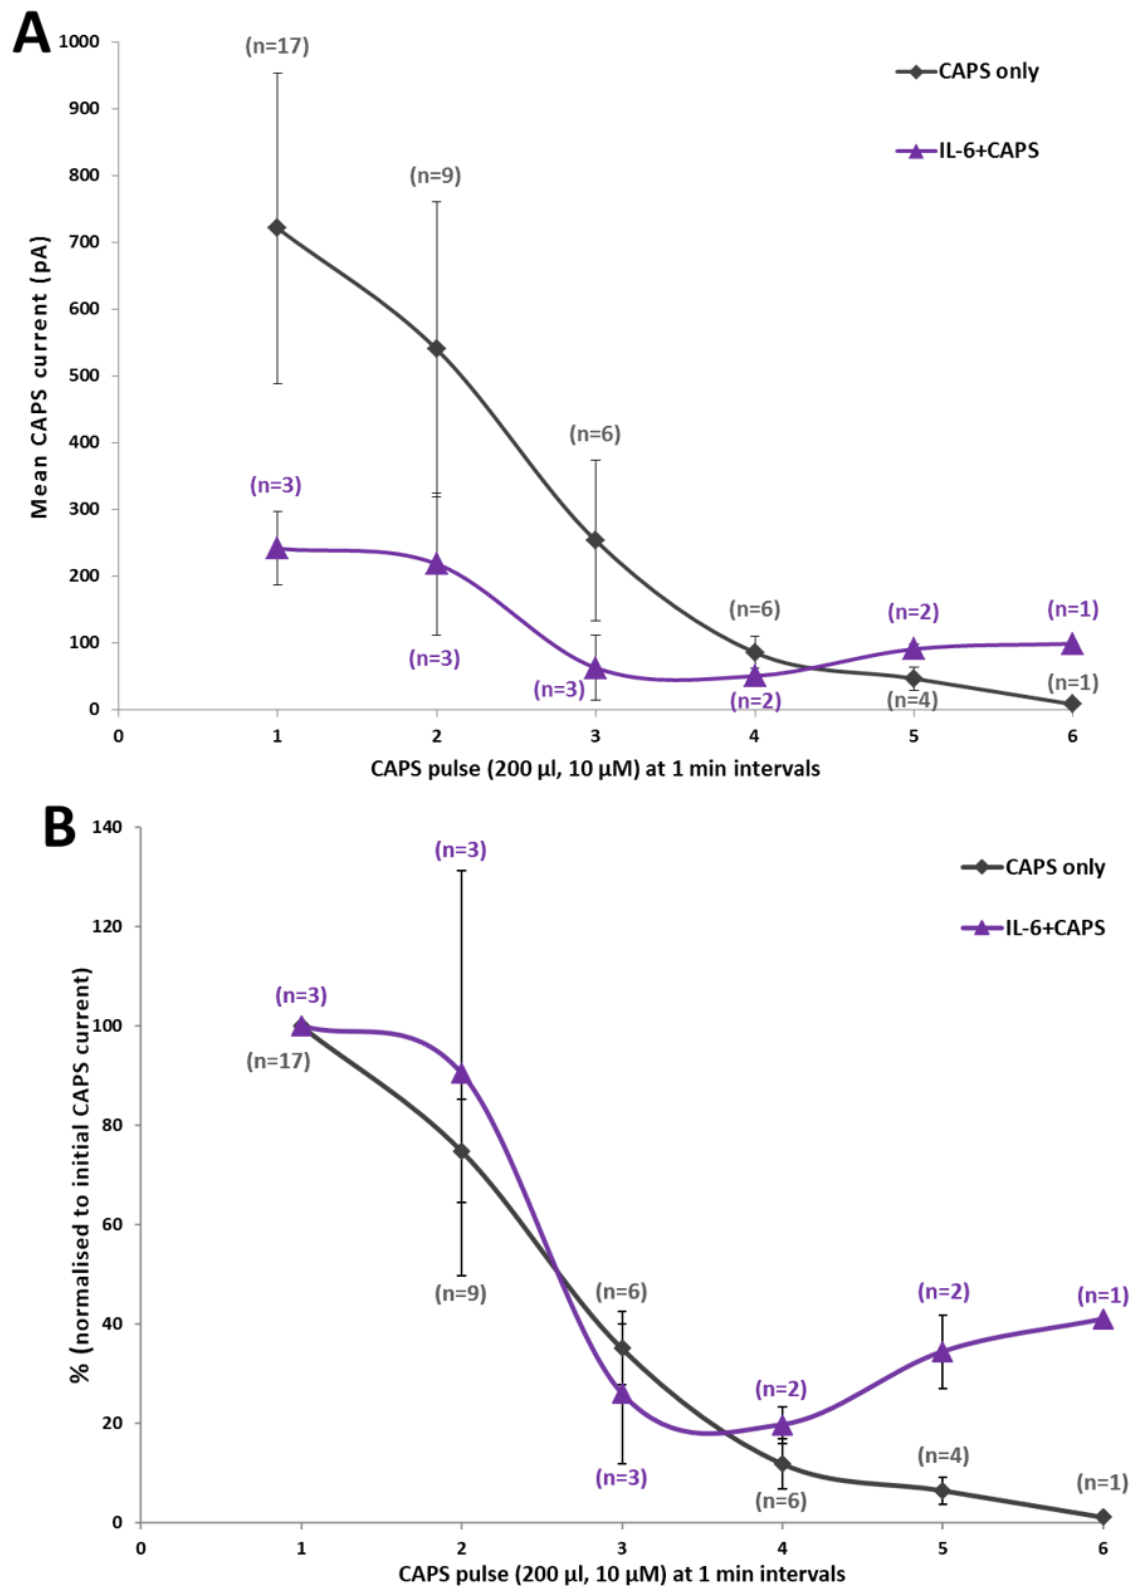 A
1000
(n=17)
CAPS only
900
IL-6+CAPS
800
(n=9)
700
600
500
(n=6)
400
(n=3)
300
200
(n=6)
(n=2)
(n=1)
100
(n=3)
(n=3)
(n=2)
(n=4)
(n=1)
0
0 1 2 3 4 5 6
Mean CAPS current (pA)
CAPS pulse (200 µl, 10 µM) at 1 min intervals
B
140
(n=3)
CAPS only
120
IL-6+CAPS
(n=3)
100
(n=17)
80
60
(n=9)
(n=6)
(n=2)
(n=1)
40
(n=2)
20
(n=3)
(n=6)
(n=4)
(n=1)
0
0 1 2 3 4 5 6
% (normalised to initial CAPS current)
CAPS pulse (200 µl, 10 µM) at 1 min intervals